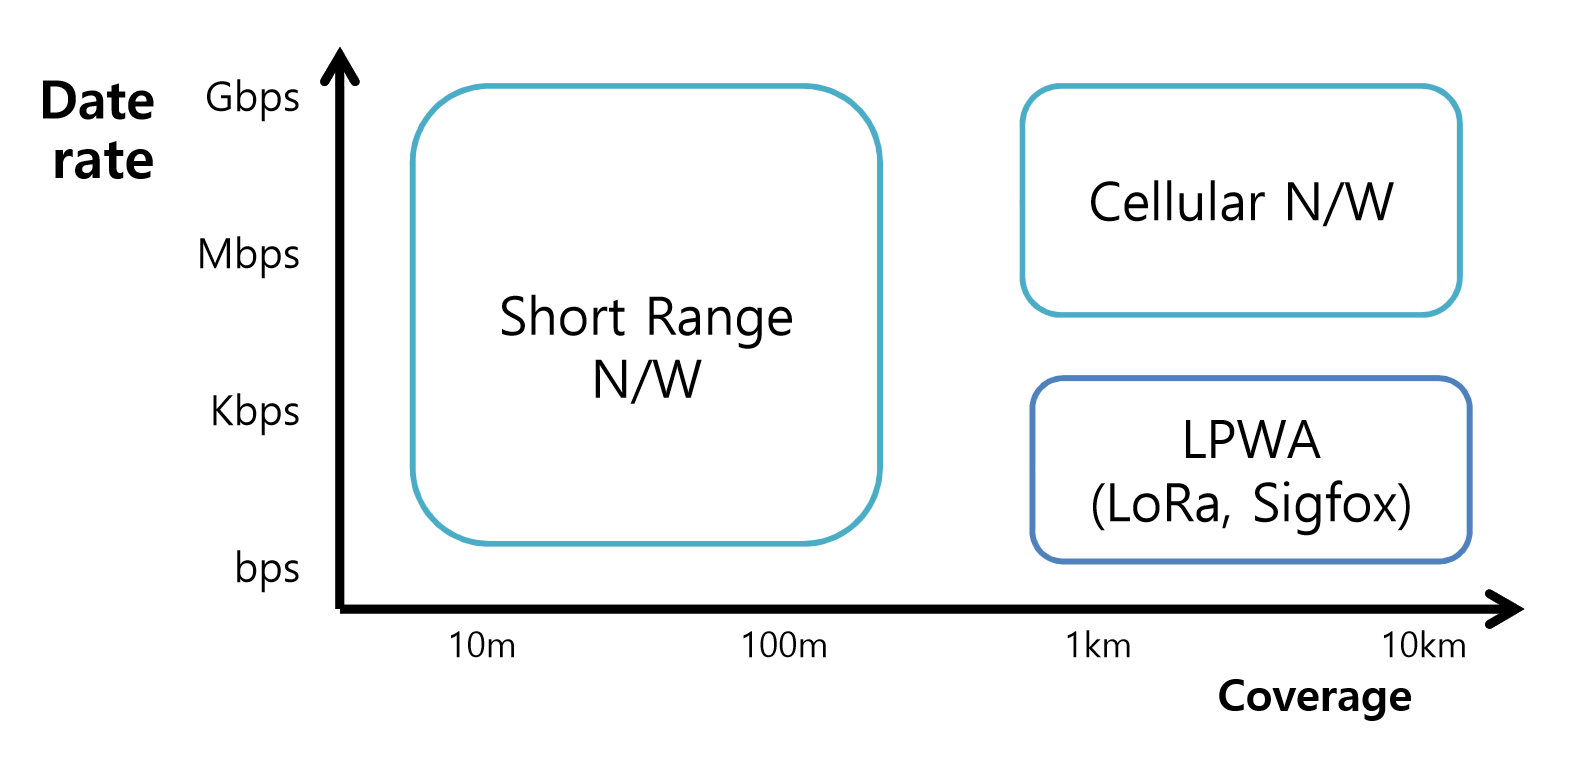 Date
rate
Gbps
Mbps
Kbps
bps
Short Range
N/W
Cellular N/W
LPWA
(LoRa, Sigfox)
10m
100m
1km
10km
Coverage